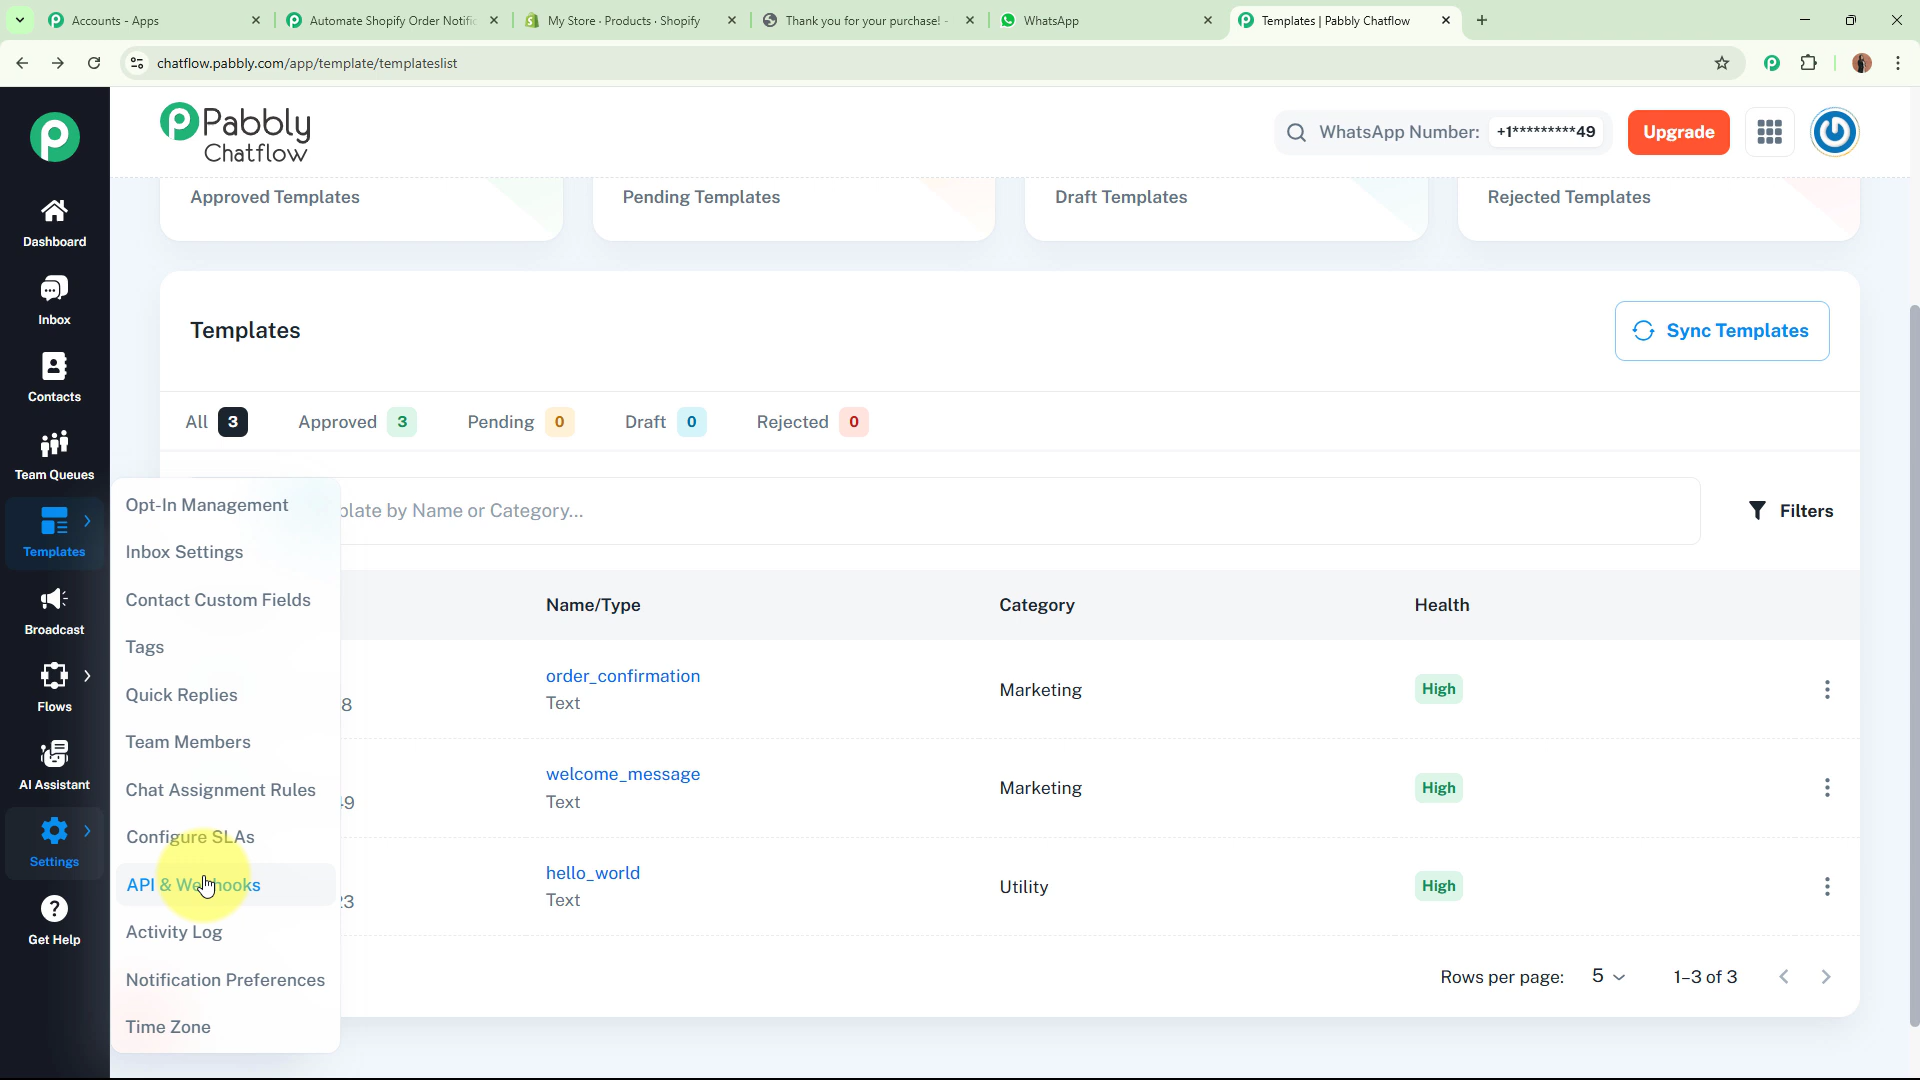 Accounts - Apps
Automate Shopify Order Notific
My Store · Products · Shopify
Thank you for your purchase! -
WhatsApp
Templates | Pabbly Chatflow
chatflow.pabbly.com/app/template/templateslist
Pabbly
Chatflow
WhatsApp Number: +1*********49
Upgrade
Dashboard
Inbox
Contacts
Team Queues
Templates
Broadcast
Flows
AI Assistant
Settings
Get Help
Approved Templates
Pending Templates
Draft Templates
Rejected Templates
Templates
Sync Templates
All 3
Approved 3
Pending 0
Draft 0
Rejected 0
plate by Name or Category...
Filters
Opt-In Management
Inbox Settings
Contact Custom Fields
Tags
Quick Replies
Team Members
Chat Assignment Rules
Configure SLAs
API & Webhooks
Activity Log
Notification Preferences
Time Zone
Name/Type
Category
Health
order_confirmation
Text
Marketing
High
8
welcome_message
Text
Marketing
High
49
hello_world
Text
Utility
High
23
Rows per page: 5
1–3 of 3